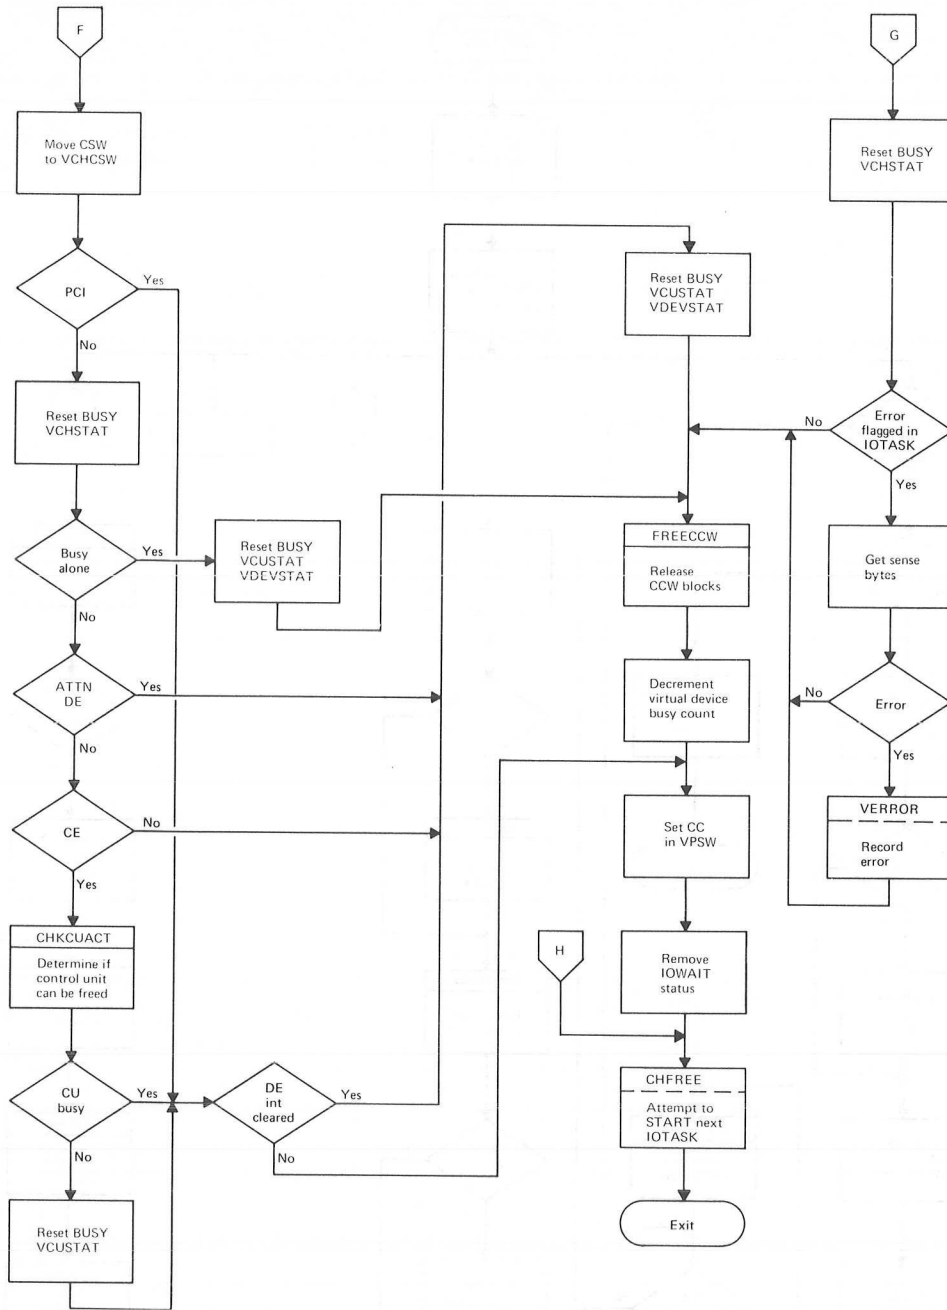 F
Move CSW
to VCHCSW
PCI
Yes
No
Reset BUSY
VCHSTAT
Busy
alone
Yes
No
Reset BUSY
VCUSTAT
VDEVSTAT
ATTN
DE
Yes
No
CE
No
Yes
CHKCUACT
Determine if
control unit
can be freed
CU
busy
Yes
No
Reset BUSY
VCUSTAT
DE
int
cleared
Yes
No
Reset BUSY
VCUSTAT
VDEVSTAT
FREECCW
Release
CCW blocks
Decrement
virtual device
busy count
Set CC
in VPSW
Remove
IOWAIT
status
H
CHFREE
Attempt to
START next
IOTASK
Exit
G
Reset BUSY
VCHSTAT
Error
flagged in
IOTASK
No
Yes
Get sense
bytes
Error
No
Yes
VERROR
Record
error